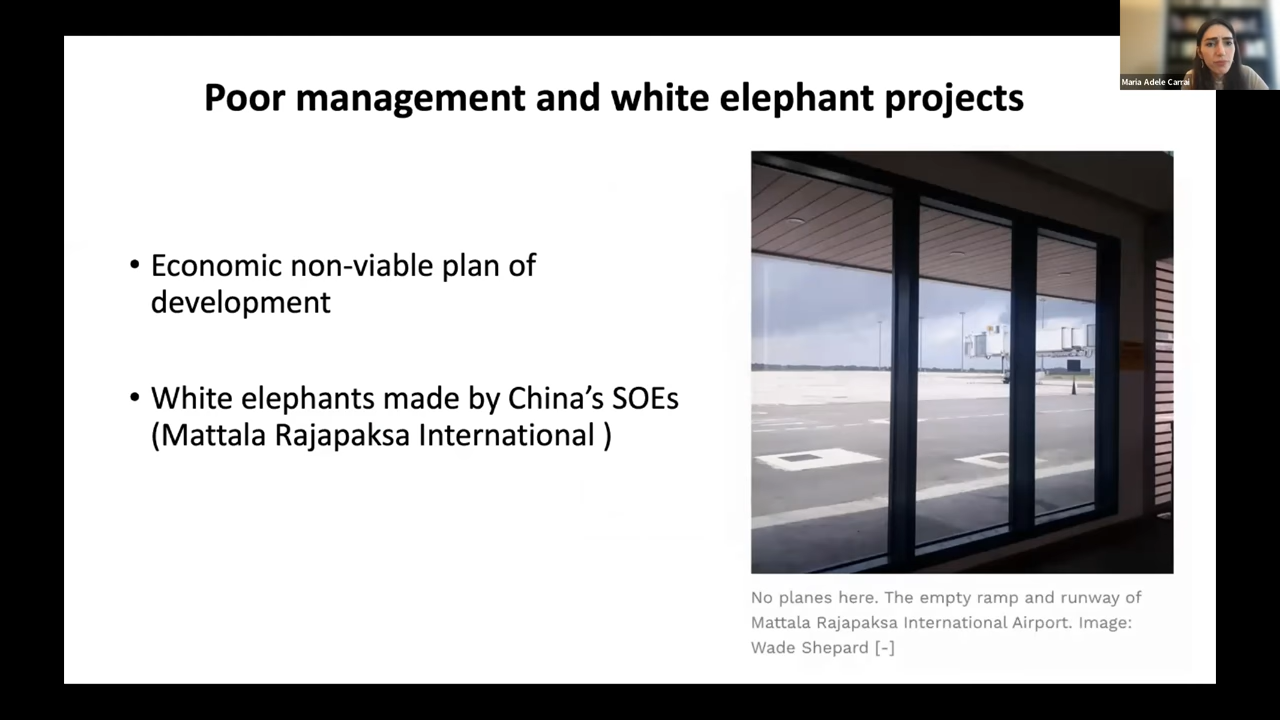 Maria Adele Carrai
Poor management and white elephant projects
• Economic non-viable plan of
development
• White elephants made by China’s SOEs
(Mattala Rajapaksa International )
No planes here. The empty ramp and runway of
Mattala Rajapaksa International Airport. Image:
Wade Shepard [-]